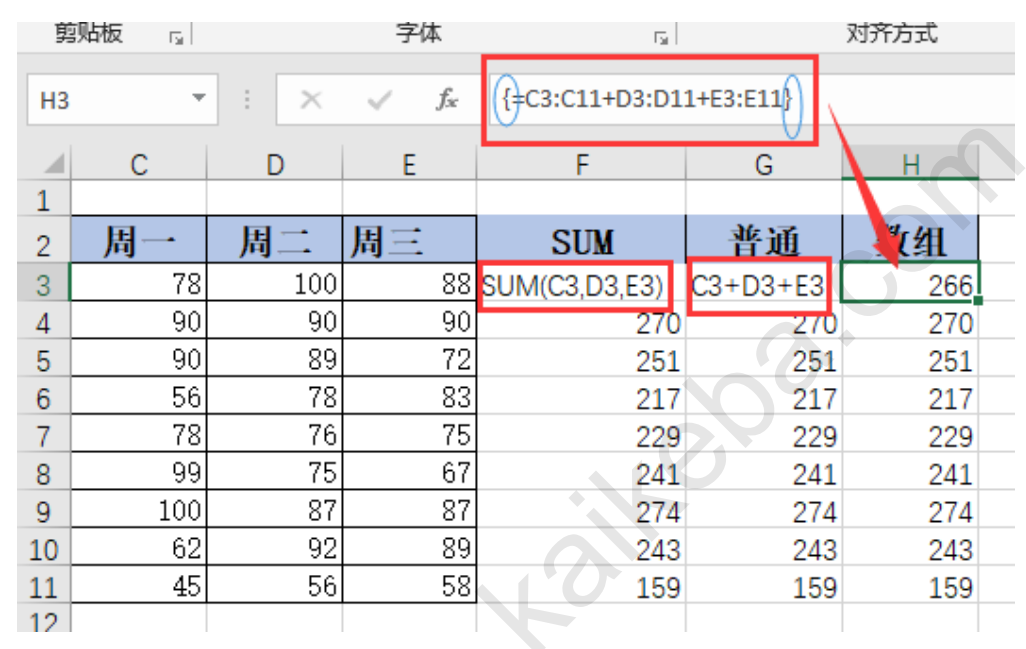 剪贴板 字体 对齐方式
H3 fx {=C3:C11+D3:D11+E3:E11}
C D E F G H
1
2 周一 周二 周三 SUM 普通 数组
3 78 100 88 SUM(C3,D3,E3) C3+D3+E3 266
4 90 90 90 270 270 270
5 90 89 72 251 251 251
6 56 78 83 217 217 217
7 78 76 75 229 229 229
8 99 75 67 241 241 241
9 100 87 87 274 274 274
10 62 92 89 243 243 243
11 45 56 58 159 159 159
12
kaikeba.com